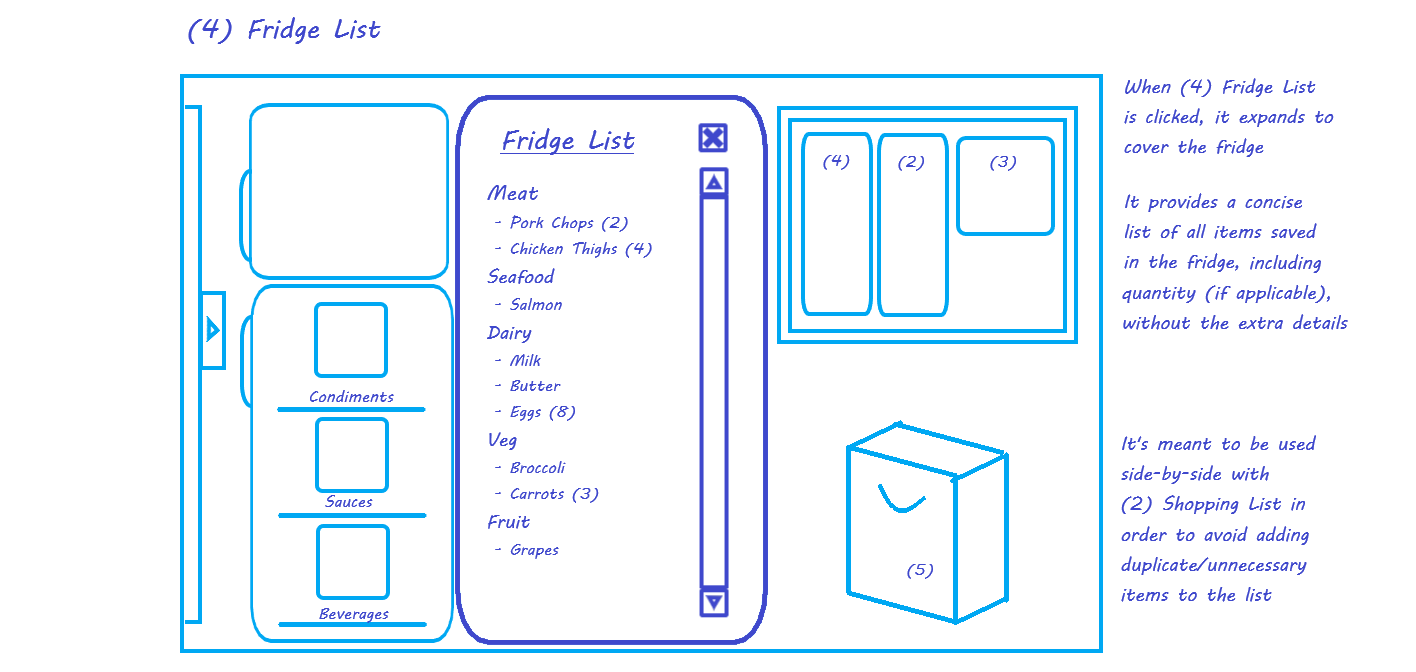 (4) Fridge List
Condiments
Sauces
Beverages
Fridge List
Meat
- Pork Chops (2)
- Chicken Thighs (4)
Seafood
- Salmon
Dairy
- Milk
- Butter
- Eggs (8)
Veg
- Broccoli
- Carrots (3)
Fruit
- Grapes
(4) (2) (3)
(5)
When (4) Fridge List
is clicked, it expands to
cover the fridge
It provides a concise
list of all items saved
in the fridge, including
quantity (if applicable),
without the extra details
It's meant to be used
side-by-side with
(2) Shopping List in
order to avoid adding
duplicate/unnecessary
items to the list